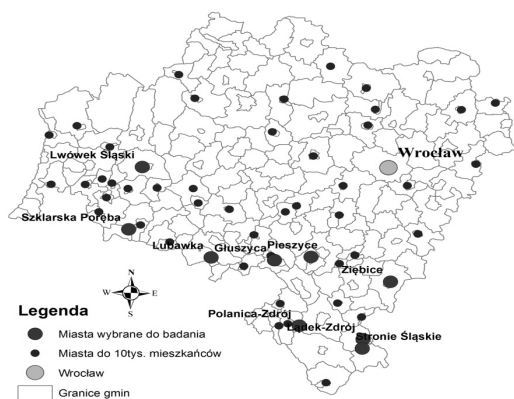 Wrocław
Lwówek Śląski
Szklarska Poręba
Lubawka
Głuszyca
Pieszyce
Ziębice
Polanica-Zdrój
Lądek-Zdrój
Stronie Śląskie
N
W
E
S
Legenda
Miasta wybrane do badania
Miasta do 10tys. mieszkańców
Wrocław
Granice gmin